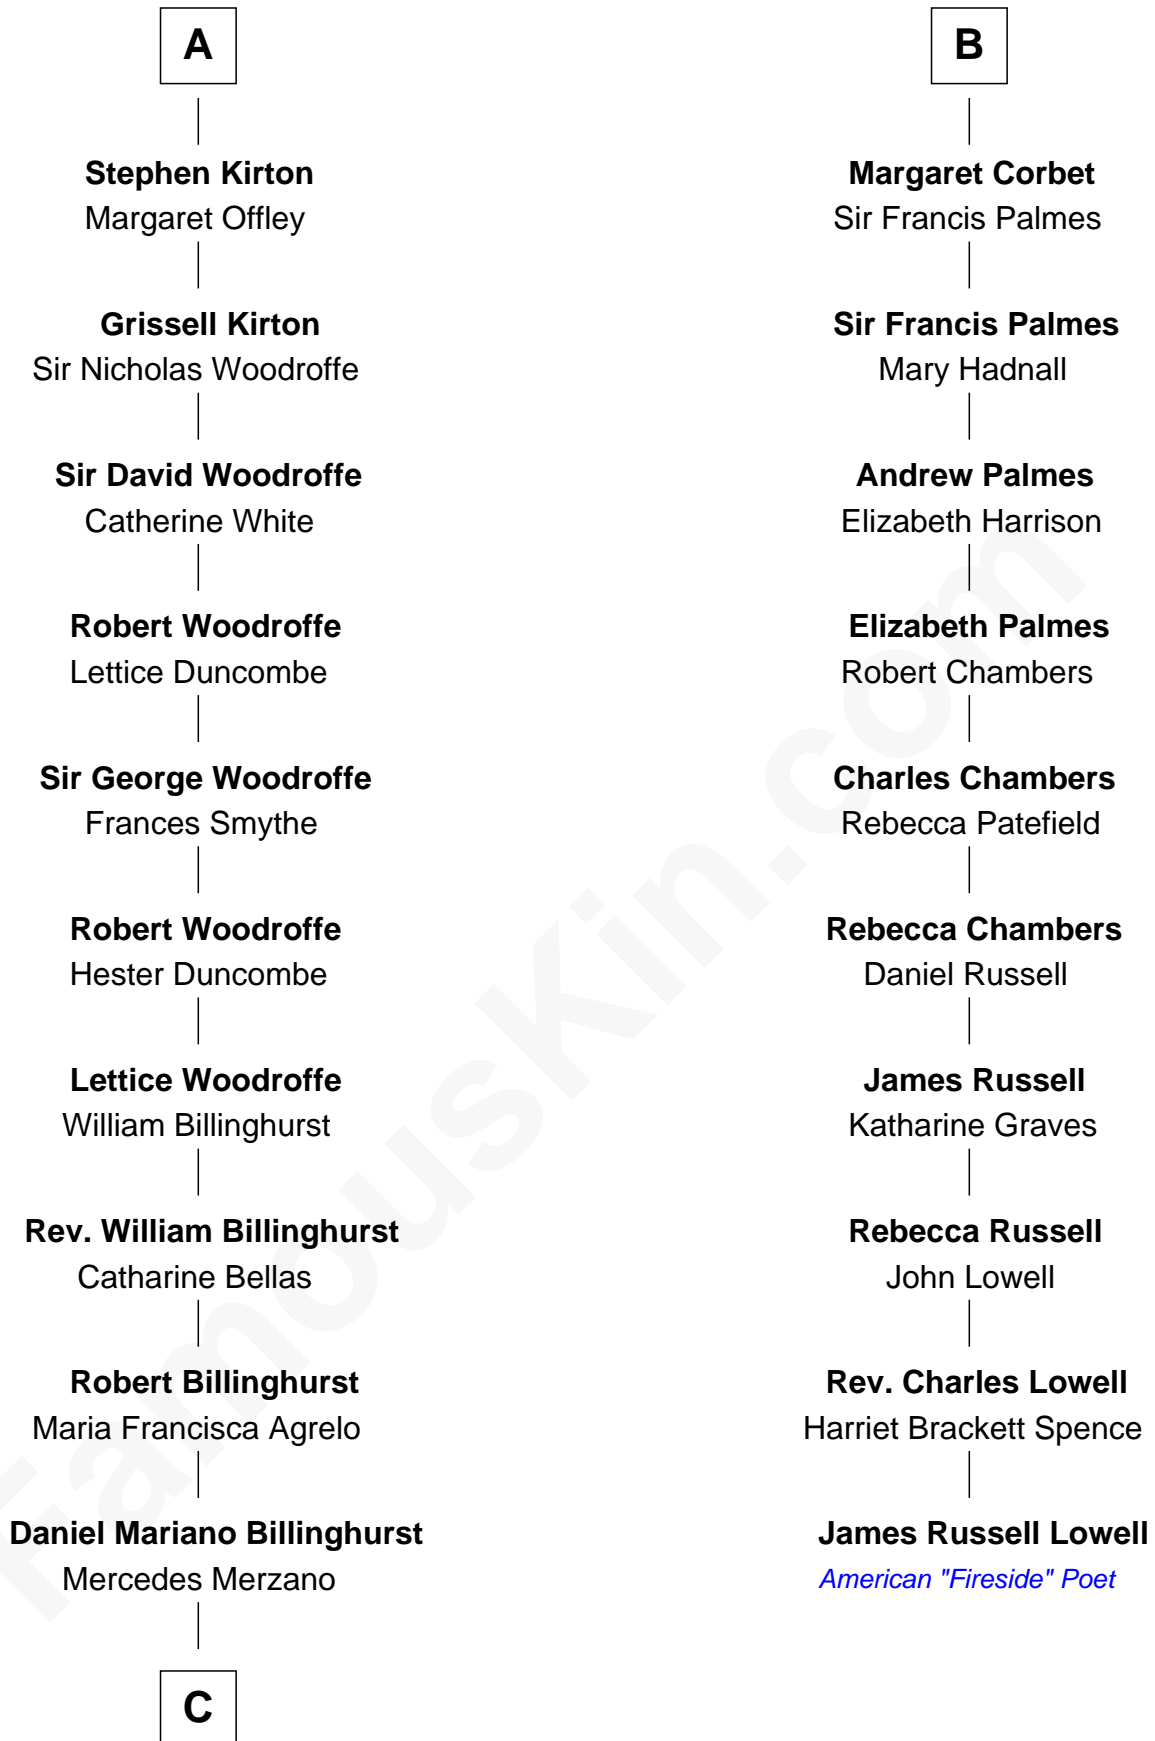 A
Stephen Kirton
Margaret Offley
Grissell Kirton
Sir Nicholas Woodroffe
Sir David Woodroffe
Catherine White
Robert Woodroffe
Lettice Duncombe
Sir George Woodroffe
Frances Smythe
Robert Woodroffe
Hester Duncombe
Lettice Woodroffe
William Billinghurst
Rev. William Billinghurst
Catharine Bellas
Robert Billinghurst
Maria Francisca Agrelo
Daniel Mariano Billinghurst
Mercedes Merzano
C
B
Margaret Corbet
Sir Francis Palmes
Sir Francis Palmes
Mary Hadnall
Andrew Palmes
Elizabeth Harrison
Elizabeth Palmes
Robert Chambers
Charles Chambers
Rebecca Patefield
Rebecca Chambers
Daniel Russell
James Russell
Katharine Graves
Rebecca Russell
John Lowell
Rev. Charles Lowell
Harriet Brackett Spence
James Russell Lowell
American "Fireside" Poet
FamousKin.com